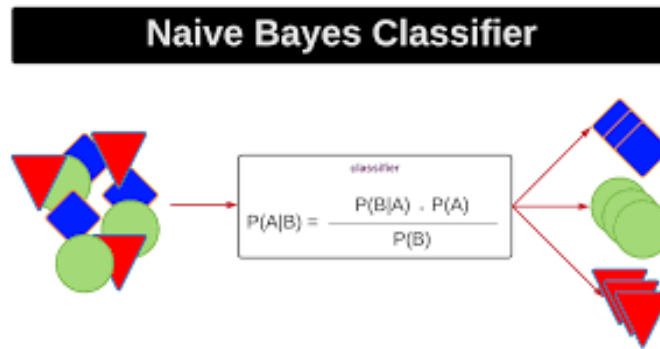 Naive Bayes Classifier
classifier
P(A|B) = P(B|A) . P(A)
P(B)